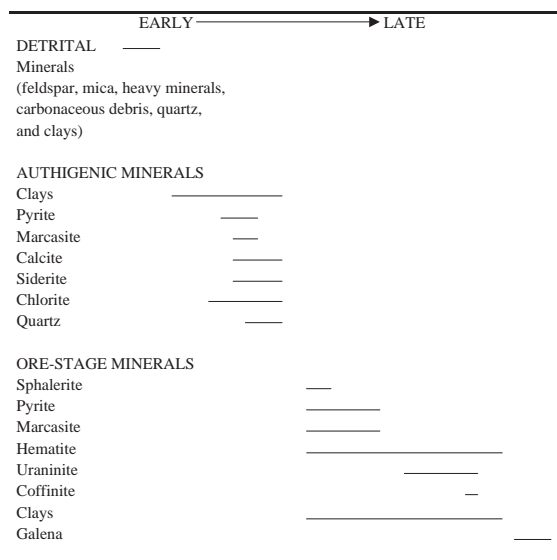 EARLY LATE
DETRITAL
Minerals
(feldspar, mica, heavy minerals,
carbonaceous debris, quartz,
and clays)
AUTHIGENIC MINERALS
Clays
Pyrite
Marcasite
Calcite
Siderite
Chlorite
Quartz
ORE-STAGE MINERALS
Sphalerite
Pyrite
Marcasite
Hematite
Uraninite
Coffinite
Clays
Galena